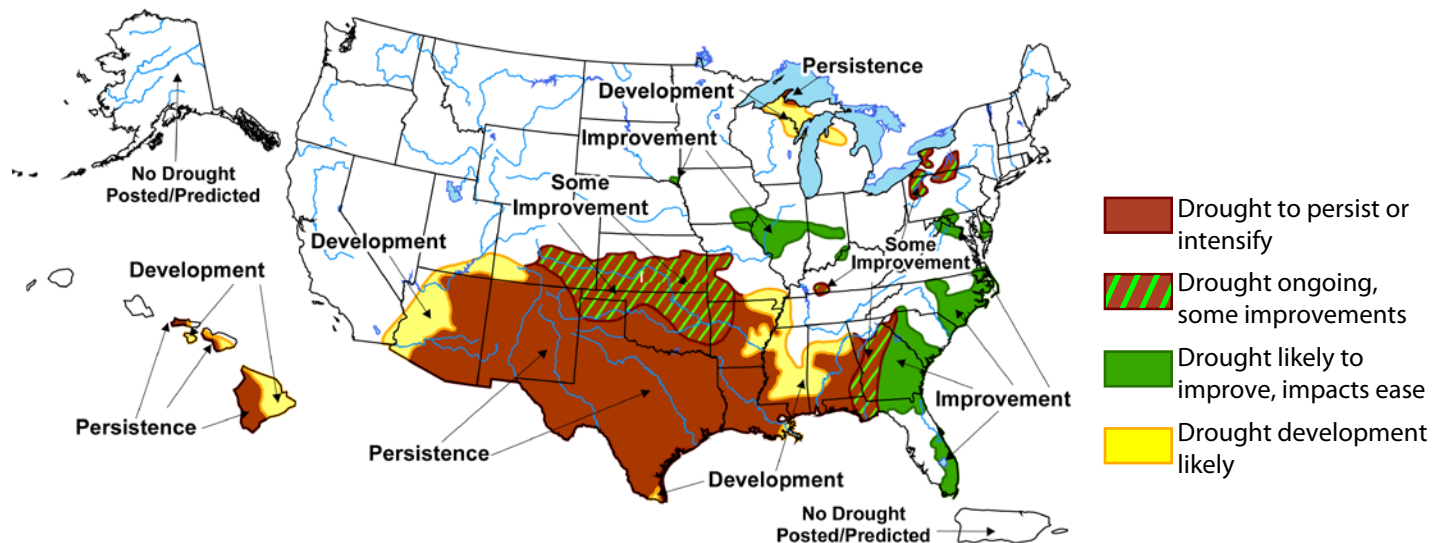 Persistence
Development
Improvement
No Drought
Posted/Predicted
Some
Improvement
Development
Development
Some
Improvement
Persistence
Persistence
Improvement
Development
No Drought
Posted/Predicted
Drought to persist or
intensify
Drought ongoing,
some improvements
Drought likely to
improve, impacts ease
Drought development
likely